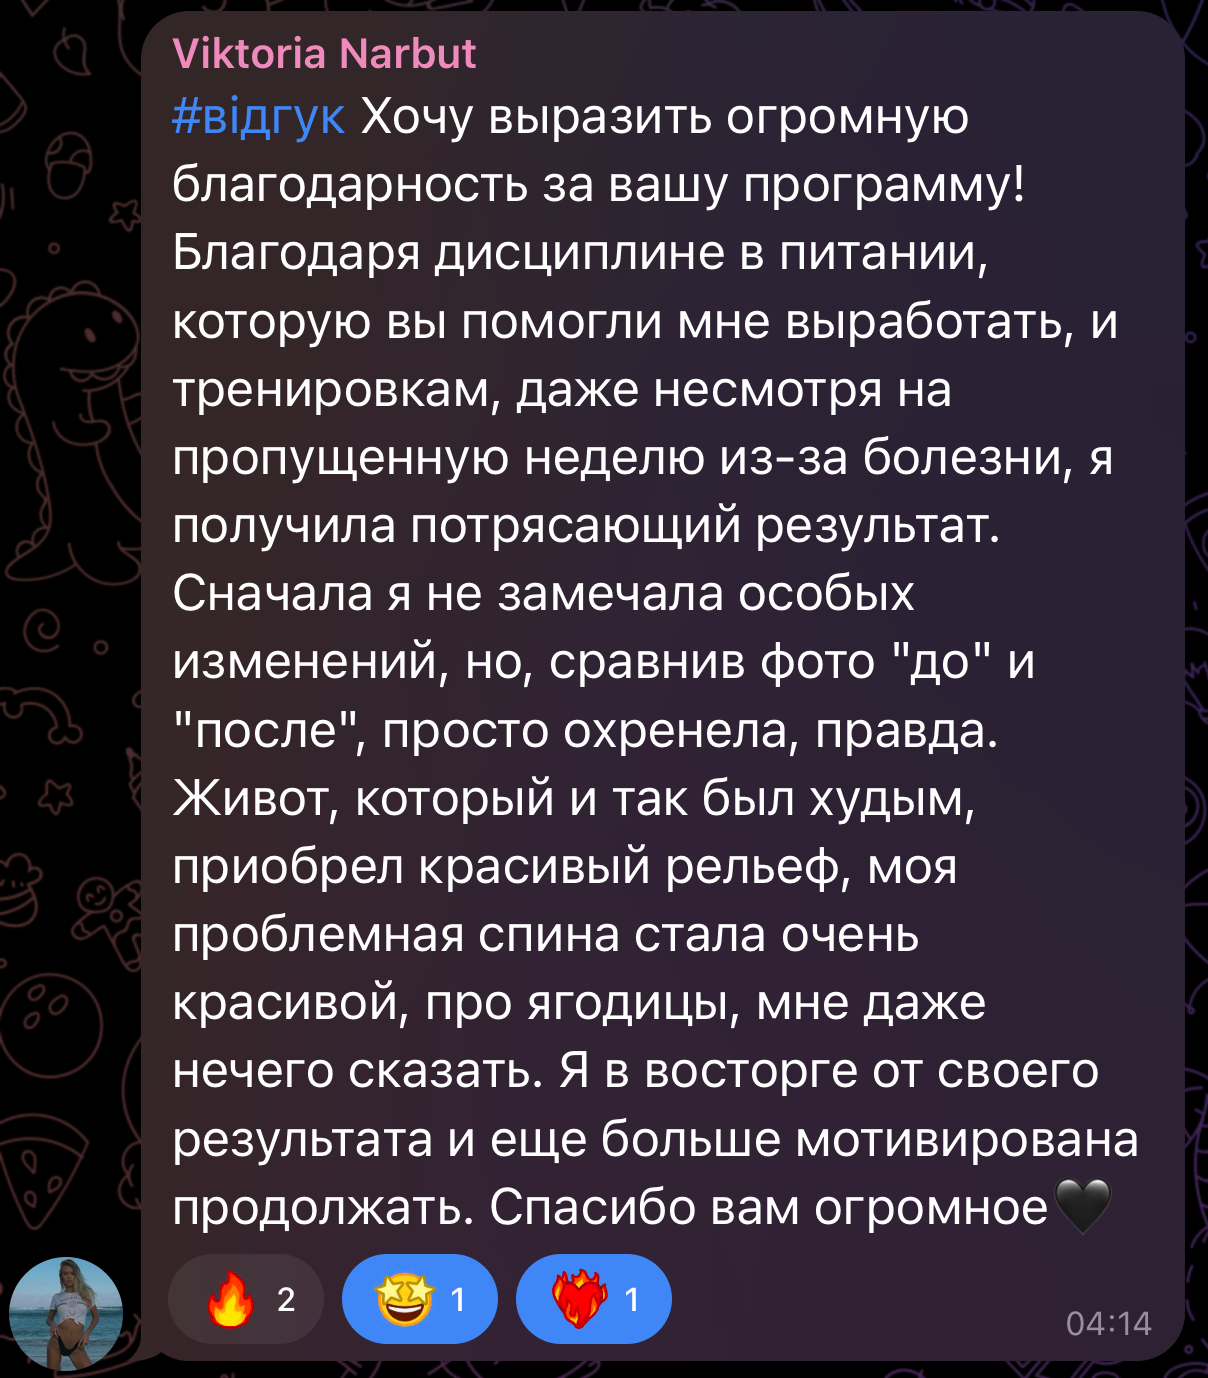 Viktoria Narbut
#відгук Хочу выразить огромную
благодарность за вашу программу!
Благодаря дисциплине в питании,
которую вы помогли мне выработать, и
тренировкам, даже несмотря на
пропущенную неделю из-за болезни, я
получила потрясающий результат.
Сначала я не замечала особых
изменений, но, сравнив фото "до" и
"после", просто охренела, правда.
Живот, который и так был худым,
приобрел красивый рельеф, моя
проблемная спина стала очень
красивой, про ягодицы, мне даже
нечего сказать. Я в восторге от своего
результата и еще больше мотивирована
продолжать. Спасибо вам огромное🖤
🔥 2 🤩 1 ❤️‍🔥 1
04:14